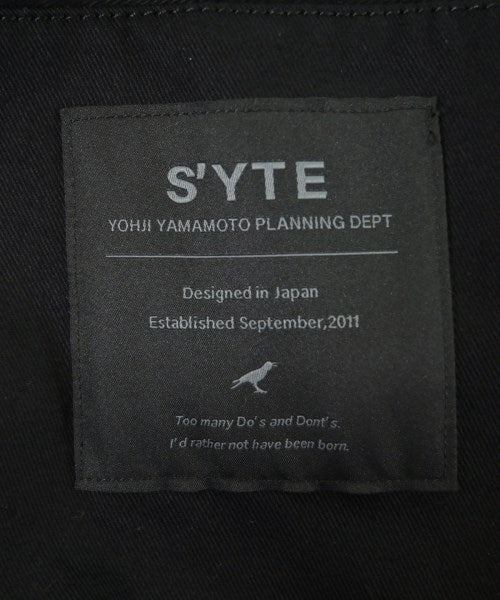 S'YTE
YOHJI YAMAMOTO PLANNING DEPT
Designed in Japan
Established September,2011
Too many Do's and Dont's.
I'd rather not have been born.